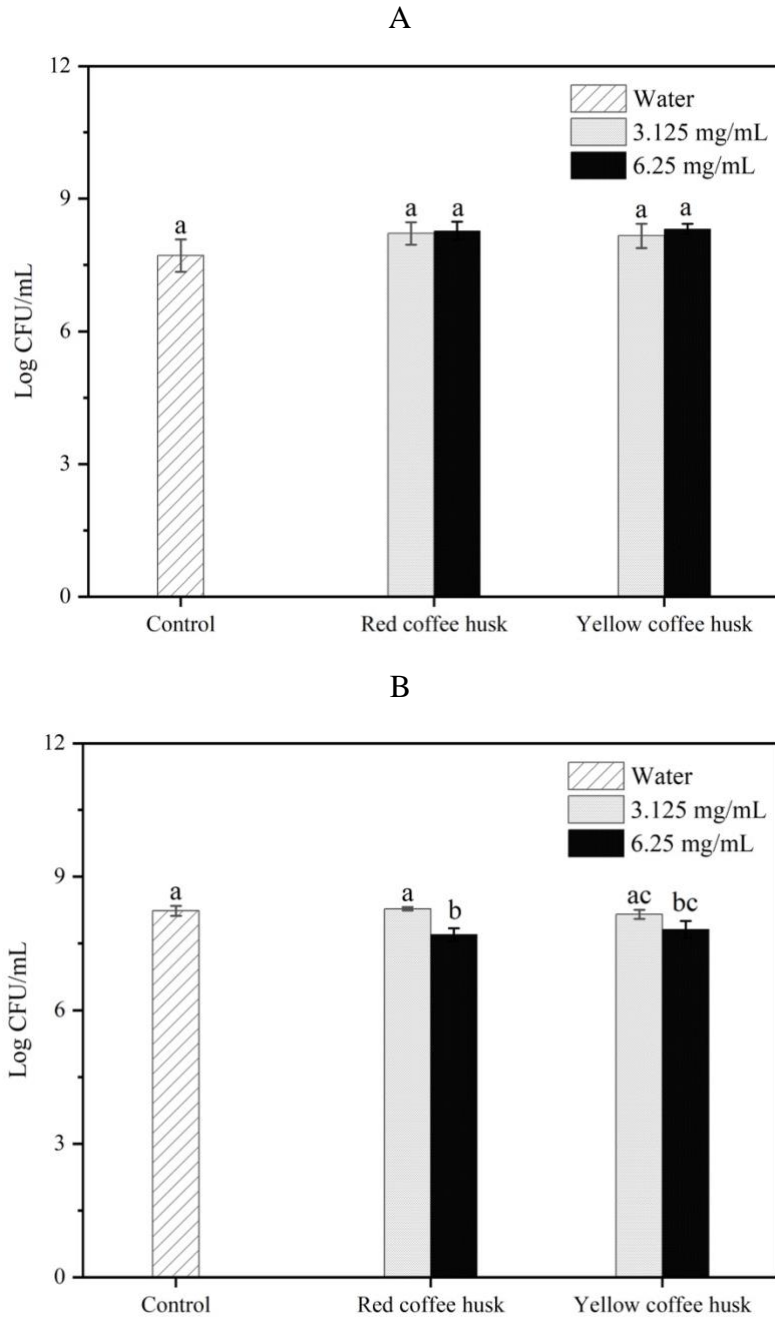 A
12
Water
3.125 mg/mL
6.25 mg/mL
9
a
a a
a a
6
Log CFU/mL
3
0
Control Red coffee husk Yellow coffee husk
B
12
Water
3.125 mg/mL
6.25 mg/mL
9
a
a b
ac bc
6
Log CFU/mL
3
0
Control Red coffee husk Yellow coffee husk